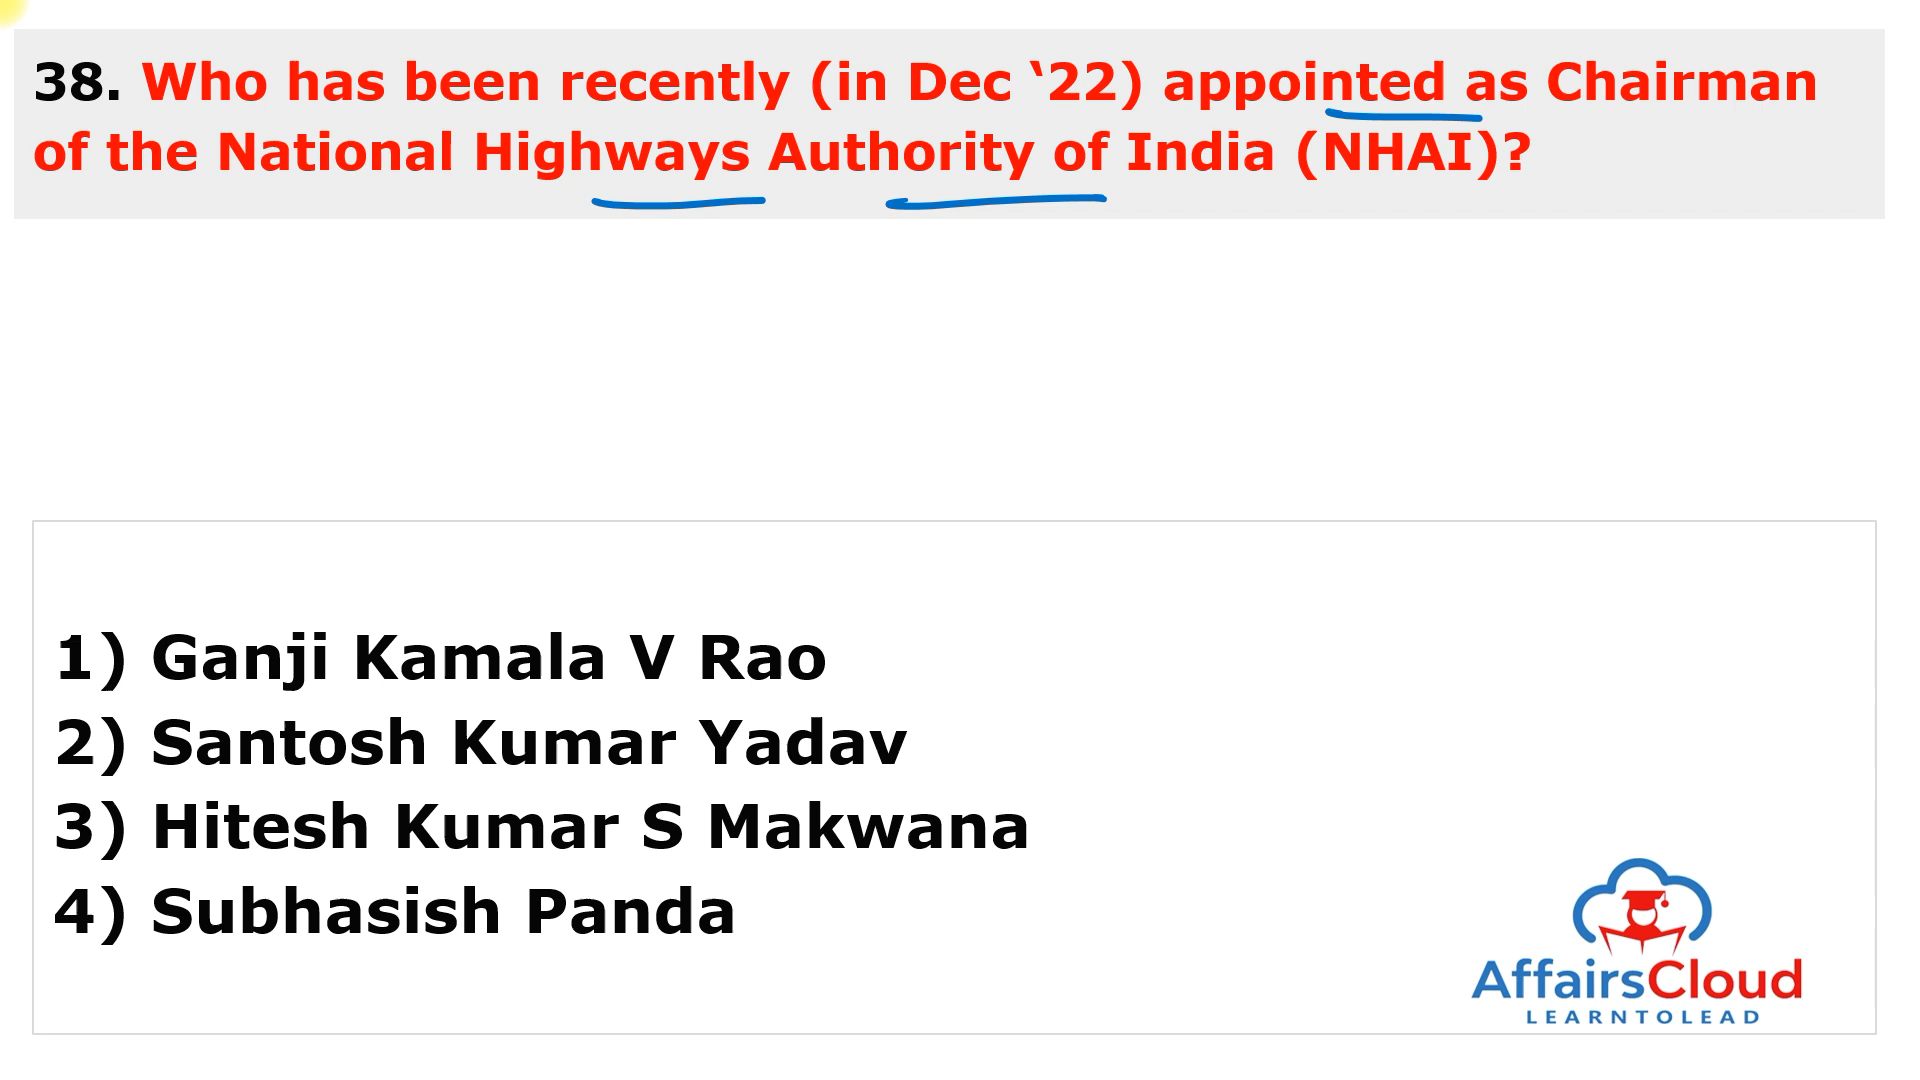 38. Who has been recently (in Dec ‘22) appointed as Chairman
of the National Highways Authority of India (NHAI)?
1) Ganji Kamala V Rao
2) Santosh Kumar Yadav
3) Hitesh Kumar S Makwana
4) Subhasish Panda
AffairsCloud
LEARNTOLEAD